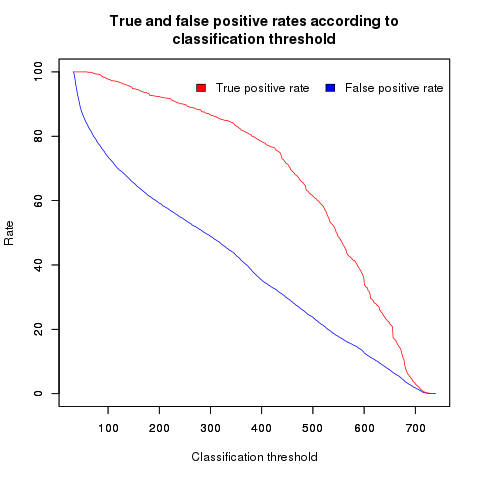 True and false positive rates according to
classification threshold
True positive rate
False positive rate
Rate
100
80
60
40
20
0
100 200 300 400 500 600 700
Classification threshold